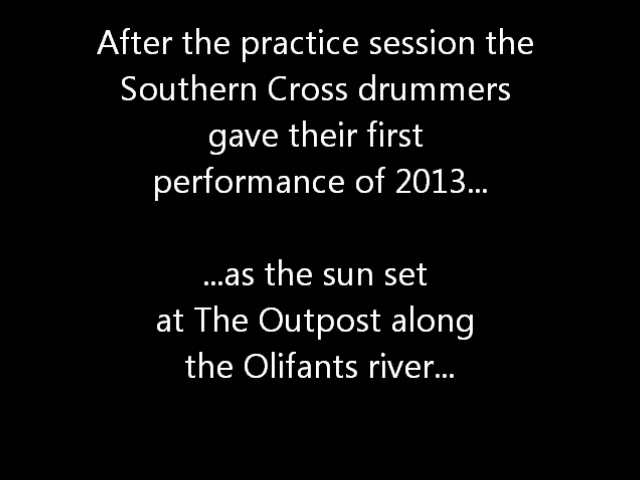 After the practice session the
Southern Cross drummers
gave their first
performance of 2013...
...as the sun set
at The Outpost along
the Olifants river...